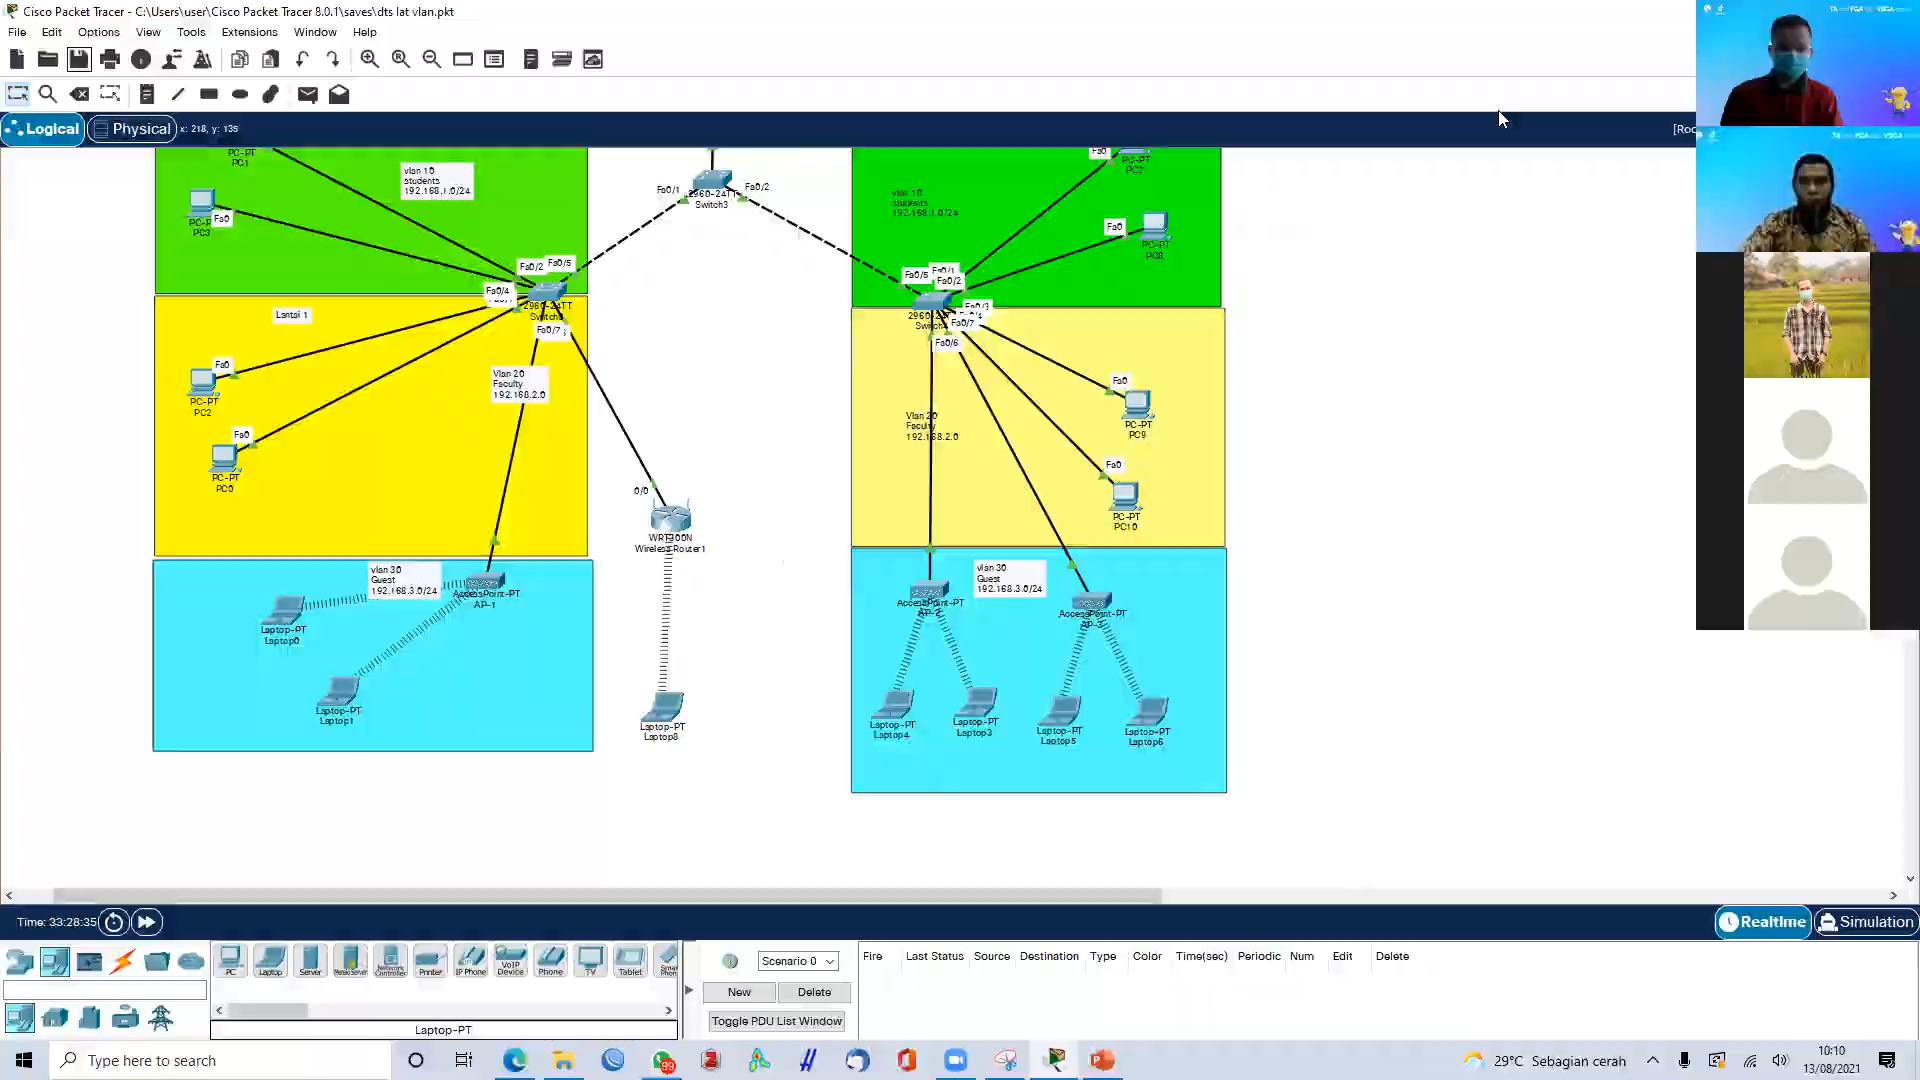 Cisco Packet Tracer - C:\Users\user\Cisco Packet Tracer 8.0.1\saves\dts lat vlan.pkt
File Edit Options View Tools Extensions Window Help
Logical Physical x: 218, y: 135
[Roo
PC-PT
PC1
vlan 10
students
192.168.1.0/24
Fa0
PC3
Fa0/1
Fa0/2
2960-24TT
Switch3
Fa0/2
Fa0/5
Fa0/4
2960-24TT
Fa0/7
Lantai 1
Fa0
PC-PT
PC2
Vlan 20
Faculty
192.168.2.0
Fa0
PC-PT
PC0
0/0
WRT300N
Wireless Router1
vlan 30
Guest
192.168.3.0/24
AccessPoint-PT
AP-1
Laptop-PT
Laptop0
Laptop-PT
Laptop1
Laptop-PT
Laptop8
Fa0
PC-PT
vlan 10
students
192.168.1.0/24
Fa0
PC-PT
PC8
Fa0/5
Fa0/1
Fa0/2
Fa0/3
Fa0/7
Fa0/6
Vlan 20
Faculty
192.168.2.0
Fa0
PC-PT
PC9
Fa0
PC-PT
PC10
vlan 30
Guest
192.168.3.0/24
AccessPoint-PT
AP-2
AccessPoint-PT
AP-3
Laptop-PT
Laptop4
Laptop-PT
Laptop3
Laptop-PT
Laptop5
Laptop-PT
Laptop6
Time: 33:28:35
Realtime Simulation
PC Laptop Server Printer IP Phone VoIP Device Phone TV Tablet
Laptop-PT
Scenario 0
New Delete
Toggle PDU List Window
Fire Last Status Source Destination Type Color Time(sec) Periodic Num Edit Delete
Type here to search
99
29°C Sebagian cerah
10:10
13/08/2021